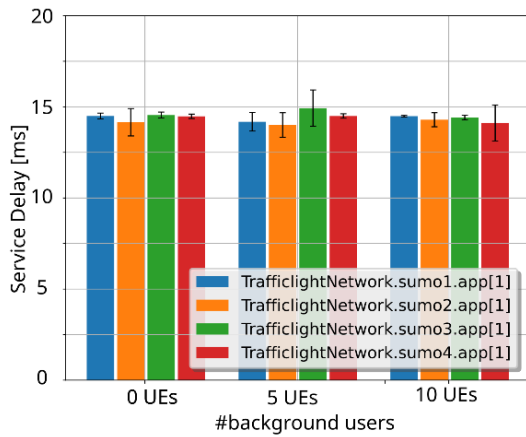 20
15
10
5
0
Service Delay [ms]
TrafficlightNetwork.sumo1.app[1]
TrafficlightNetwork.sumo2.app[1]
TrafficlightNetwork.sumo3.app[1]
TrafficlightNetwork.sumo4.app[1]
0 UEs 5 UEs 10 UEs
#background users